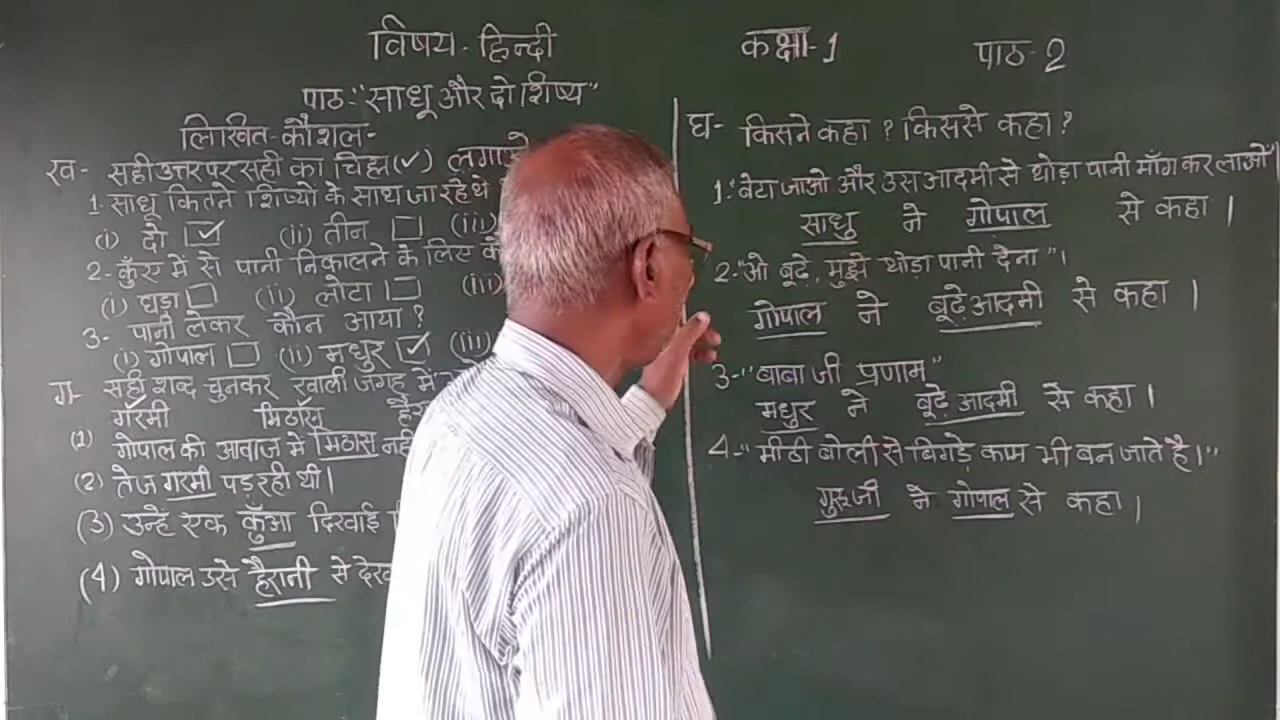 विषय - हिन्दी
कक्षा-1
पाठ-2
पाठ-"साधू और दो शिष्य"
लिखित-कौशल-
ख- सही उत्तर पर सही का चिह्न (✓) लगाओ
1. साधू कितने शिष्यो के साथ जा रहे थे
(i) दो ☑ (ii) तीन ☐ (iii)
2- कुँए में से पानी निकालने के लिए
(i) घड़ा ☐ (ii) लोटा ☐ (iii)
3- पानी लेकर कौन आया ?
(i) गोपाल ☐ (ii) मधुर ☑ (iii)
ग- सही शब्द चुनकर खाली जगह में
गरमी मिठास
(1) गोपाल की आवाज मे मिठास नही
(2) तेज गरमी पड़ रही थी।
(3) उन्हें एक कुँआ दिखाई
(4) गोपाल उसे हैरानी से
घ- किसने कहा ? किससे कहा ?
1. "बेटा जाओ और उस आदमी से थोड़ा पानी माँग कर लाओ"
साधु ने गोपाल से कहा।
2- "ओ बूढ़े, मुझे थोड़ा पानी देना"।
गोपाल ने बूढ़े आदमी से कहा।
3- "बाबा जी प्रणाम"
मधुर ने बूढ़े आदमी से कहा।
4- "मीठी बोली से बिगड़े काम भी बन जाते है।"
गुरूजी ने गोपाल से कहा।